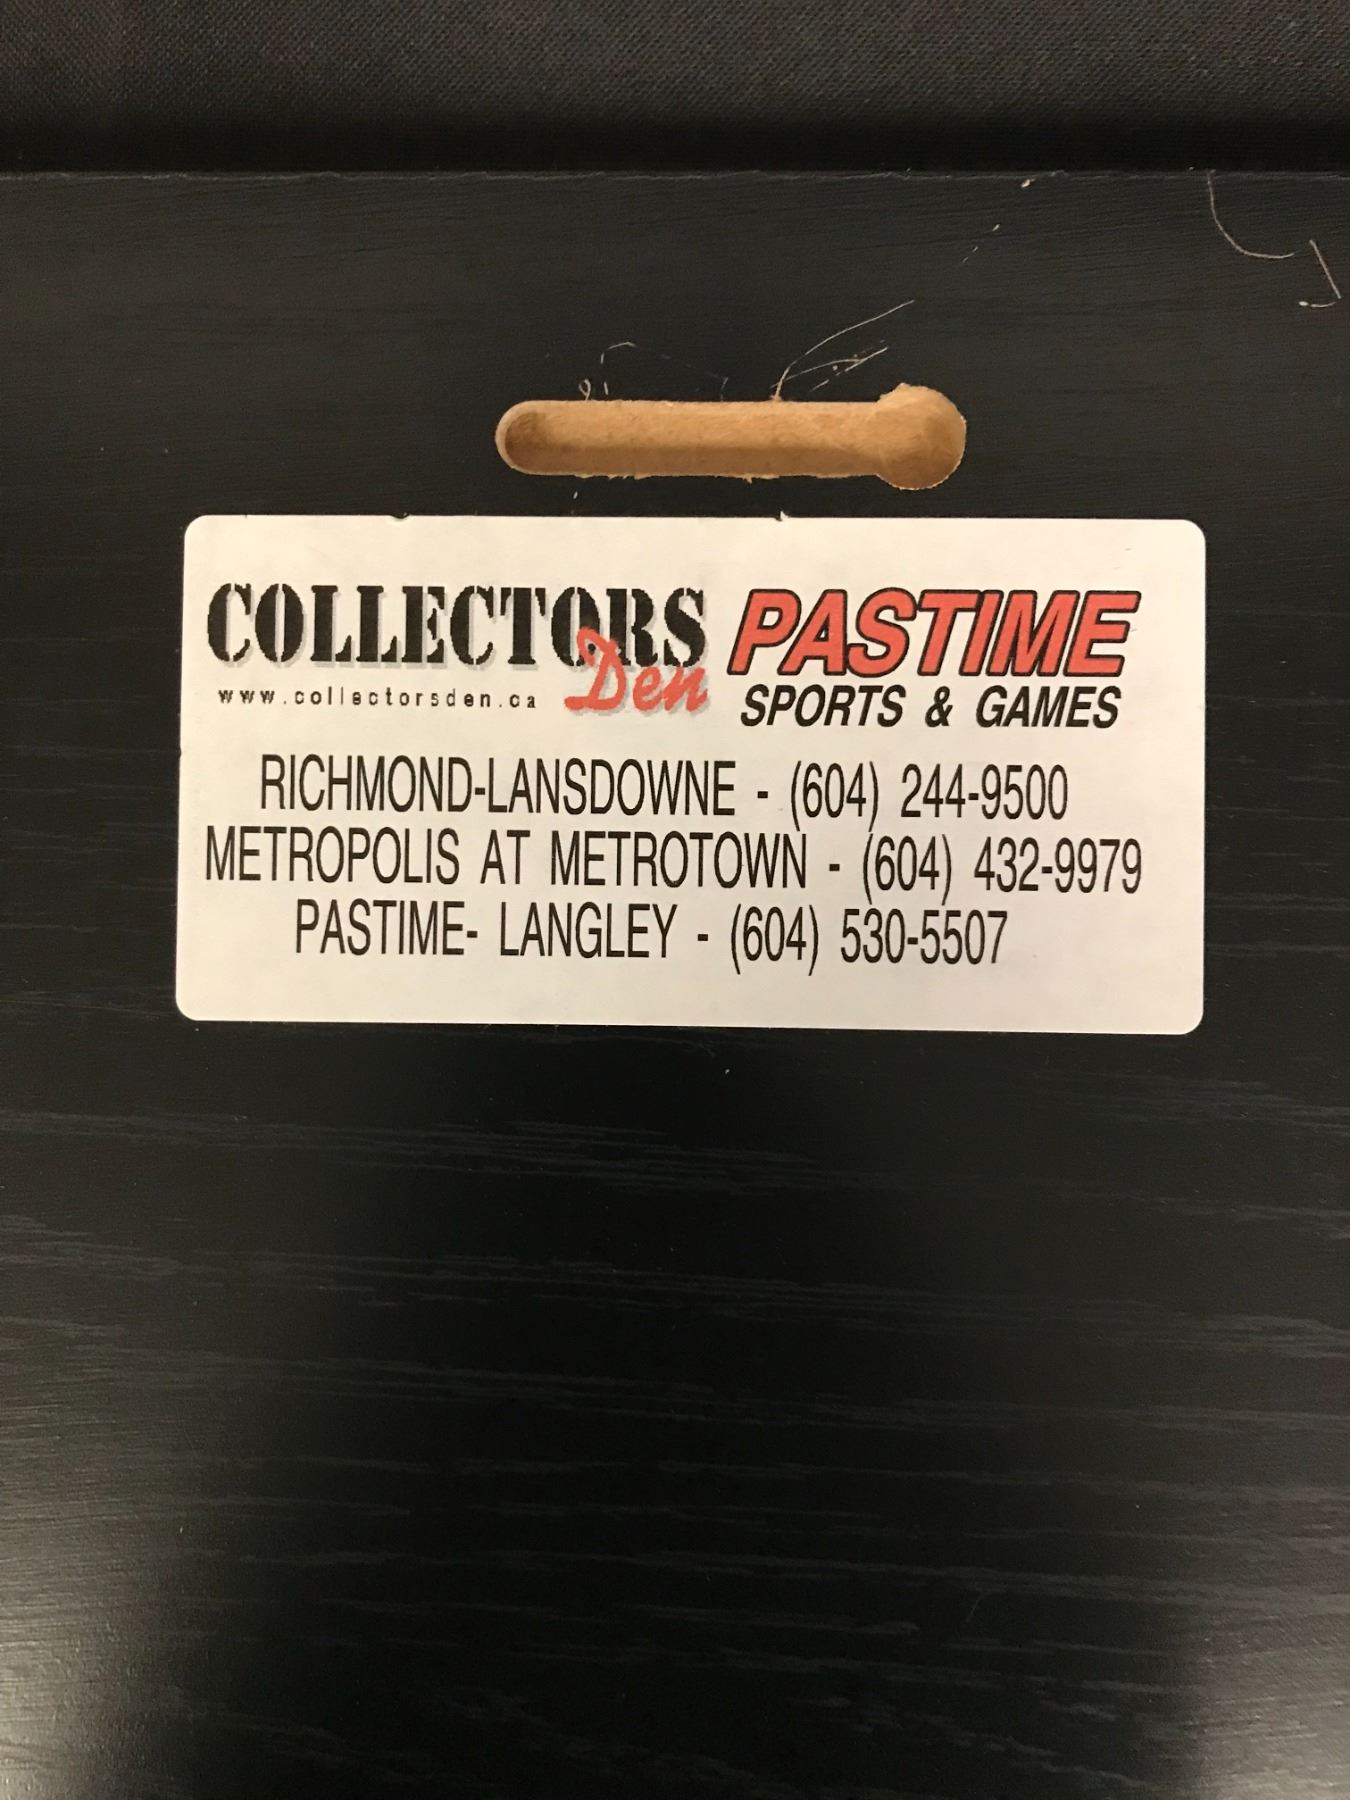 COLLECTORS Den
www.collectorsden.ca
PASTIME
SPORTS & GAMES
RICHMOND-LANSDOWNE - (604) 244-9500
METROPOLIS AT METROTOWN - (604) 432-9979
PASTIME- LANGLEY - (604) 530-5507